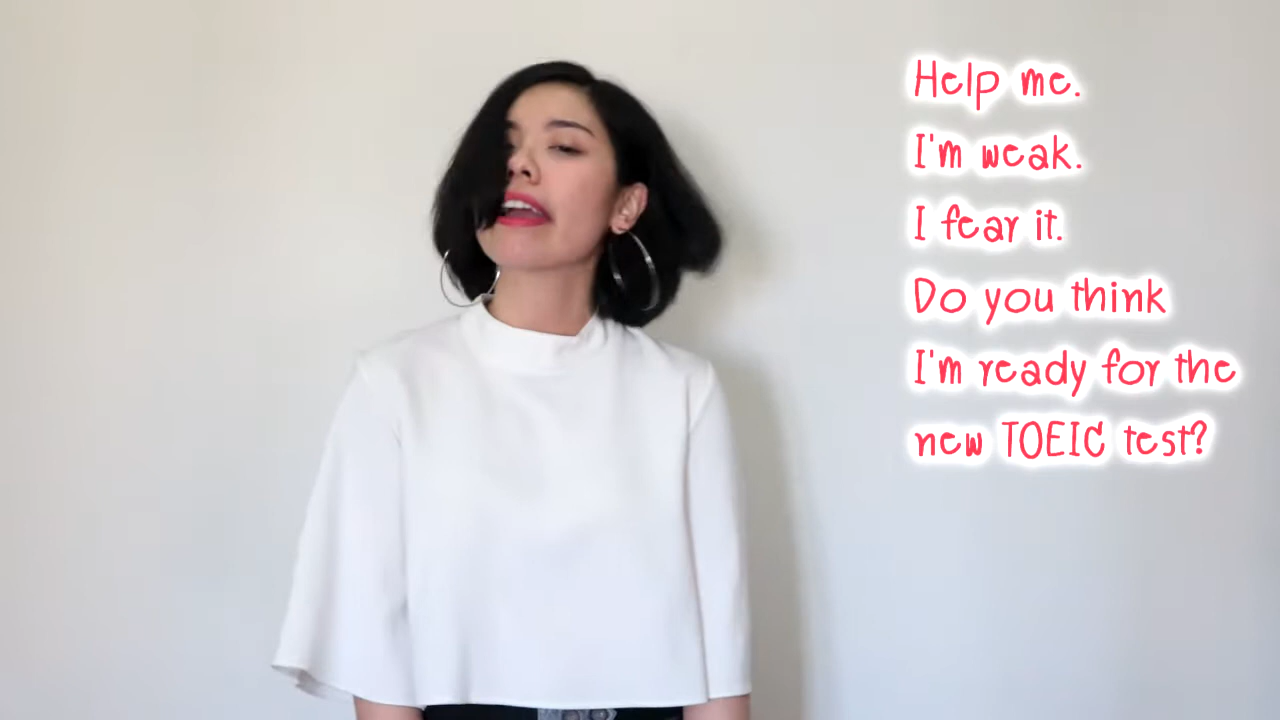 Help me.
I'm weak.
I fear it.
Do you think
I'm ready for the
new TOEIC test?